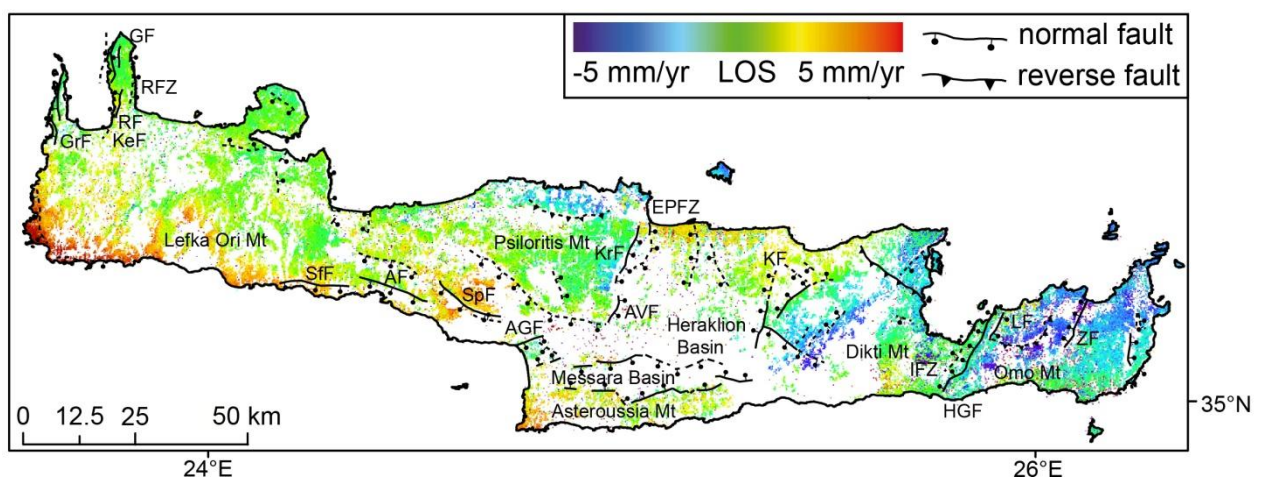 GF
normal fault
-5 mm/yr LOS 5 mm/yr
reverse fault
RFZ
RF
GrF KeF
EPFZ
Lefka Ori Mt
Psiloritis Mt
KrF
KF
SfF
AF
SpF
AVF
Heraklion
Basin
AGF
LF
ZF
Dikti Mt
IFZ
Omo Mt
Messara Basin
Asteroussia Mt
HGF
0 12.5 25 50 km
35°N
24°E 26°E